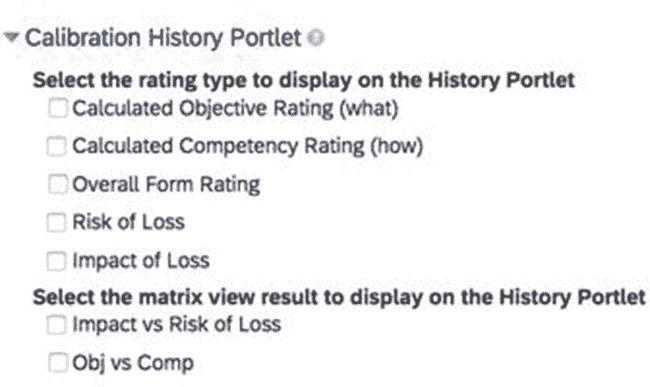 Calibration History Portlet
Select the rating type to display on the History Portlet
Calculated Objective Rating (what)
Calculated Competency Rating (how)
Overall Form Rating
Risk of Loss
Impact of Loss
Select the matrix view result to display on the History Portlet
Impact vs Risk of Loss
Obj vs Comp